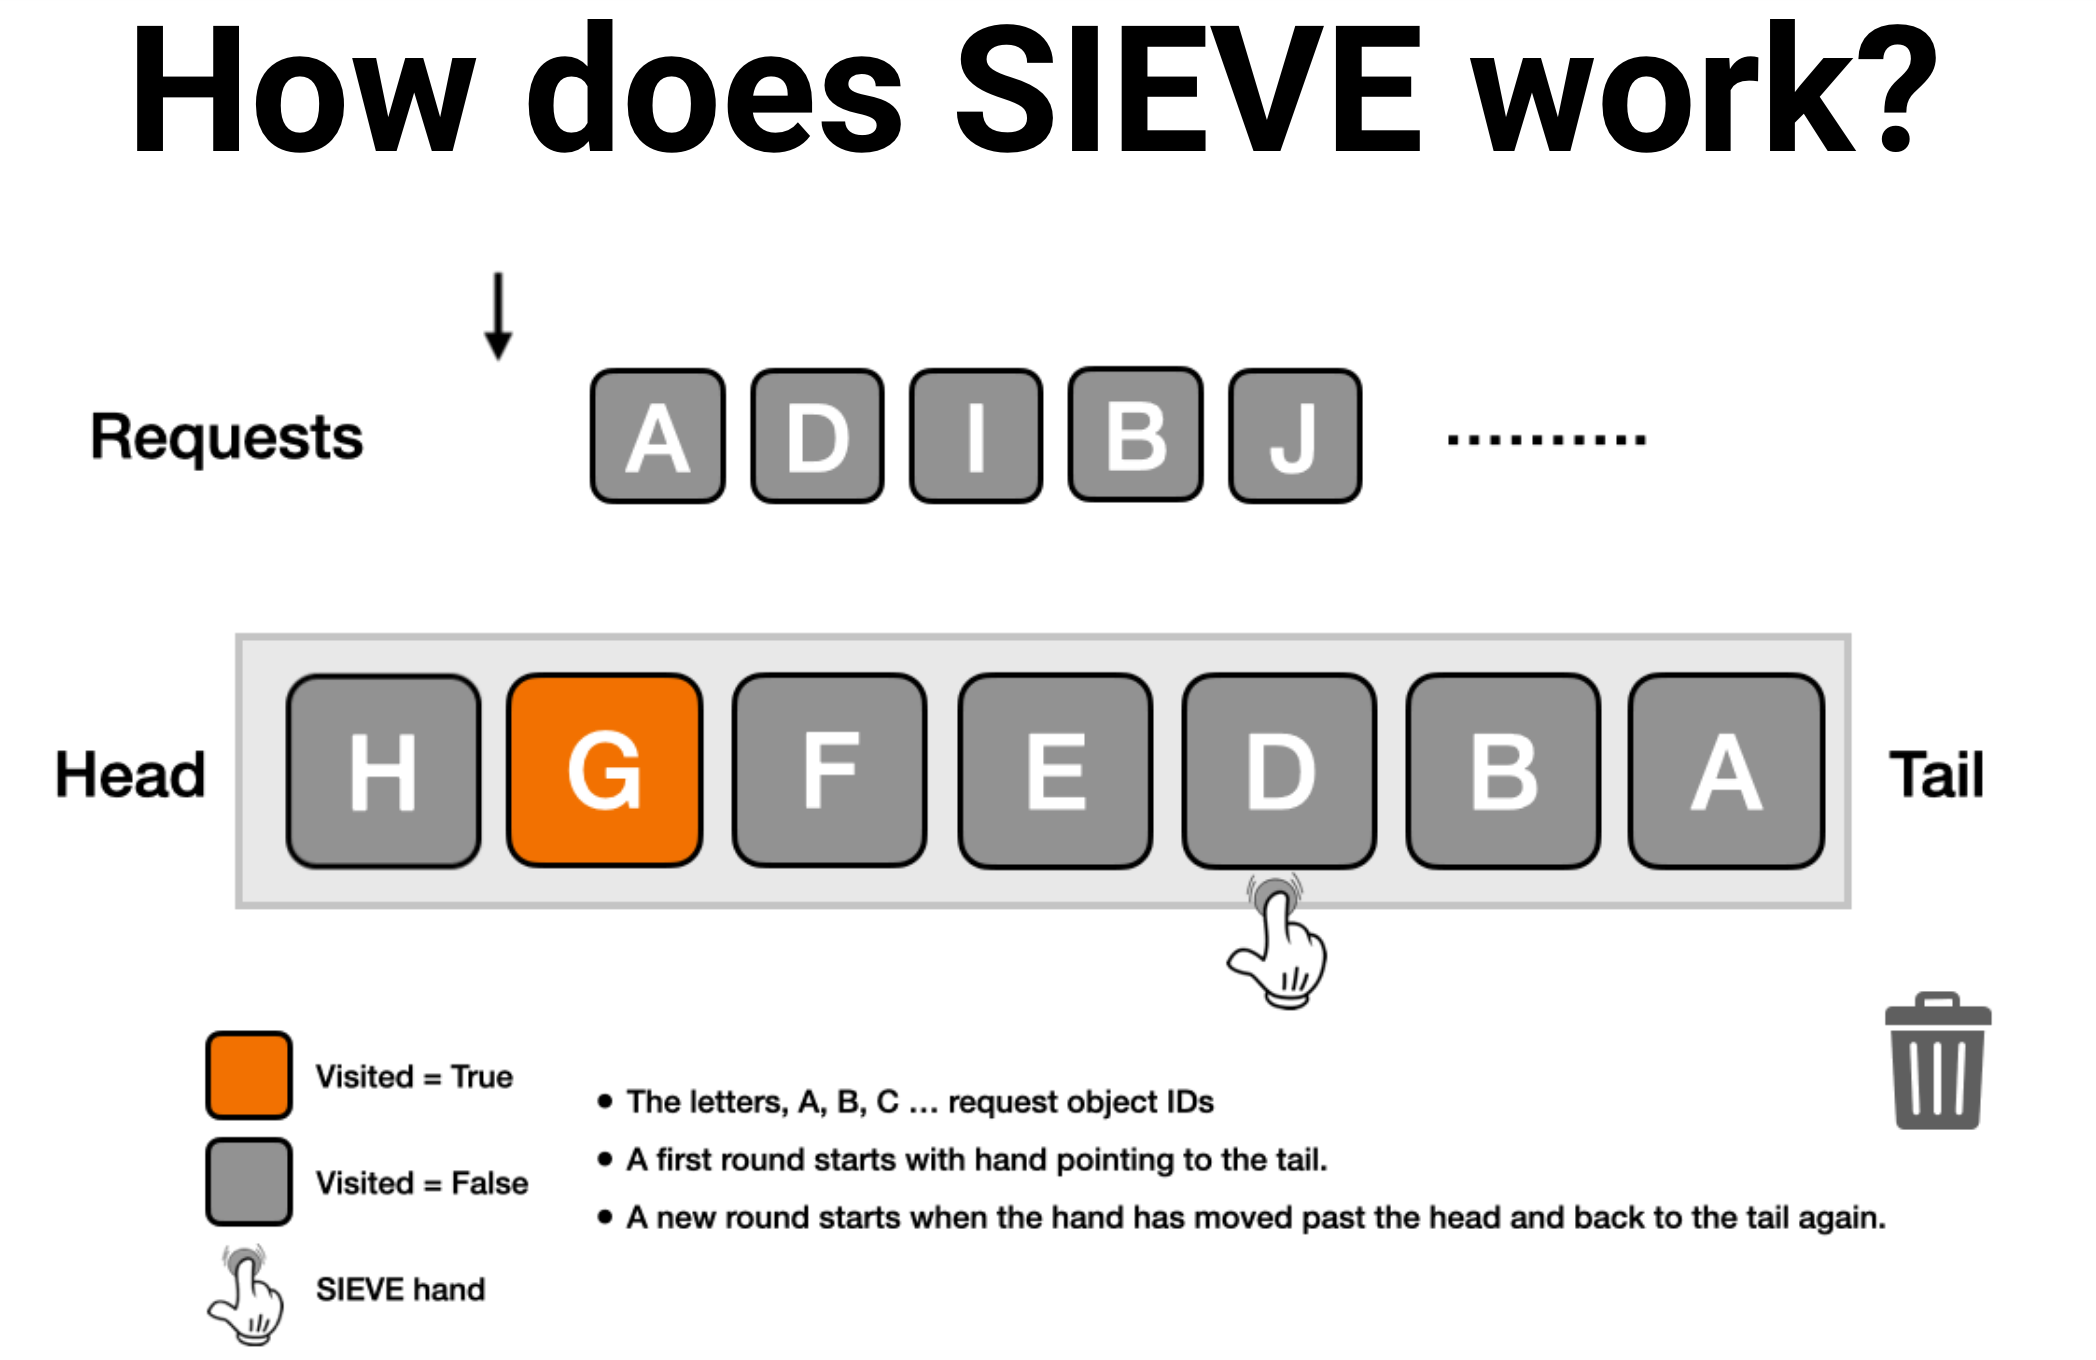 How does SIEVE work?
Requests A D I B J ..........
Head H G F E D B A Tail
Visited = True
Visited = False
SIEVE hand
• The letters, A, B, C ... request object IDs
• A first round starts with hand pointing to the tail.
• A new round starts when the hand has moved past the head and back to the tail again.